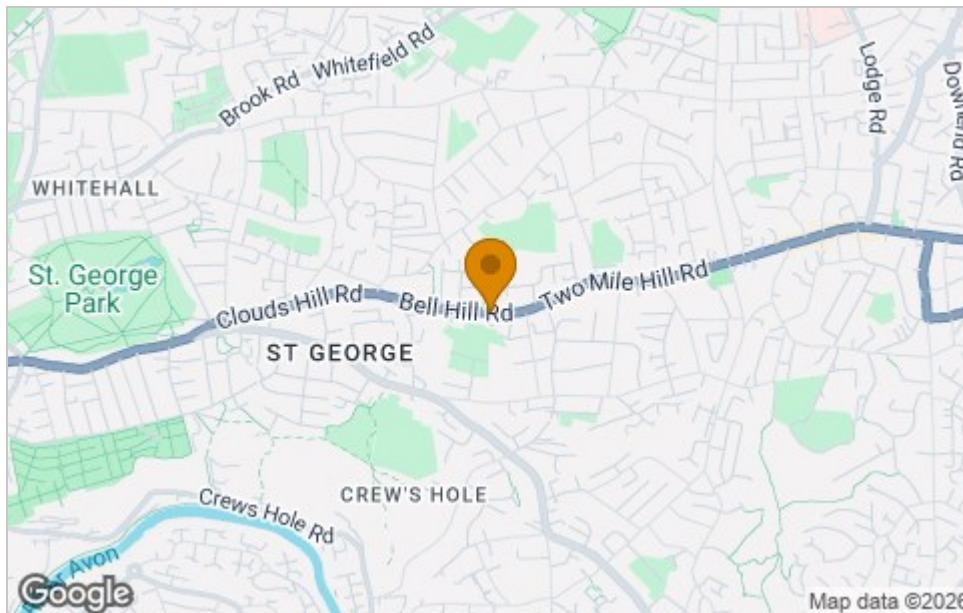 Brook Rd
Whitefield Rd
Lodge Rd
Downend Rd
WHITEHALL
St. George
Park
Clouds Hill Rd
Bell Hill Rd
Two Mile Hill Rd
ST GEORGE
CREW'S HOLE
Crews Hole Rd
Avon
Google
Map data ©2026